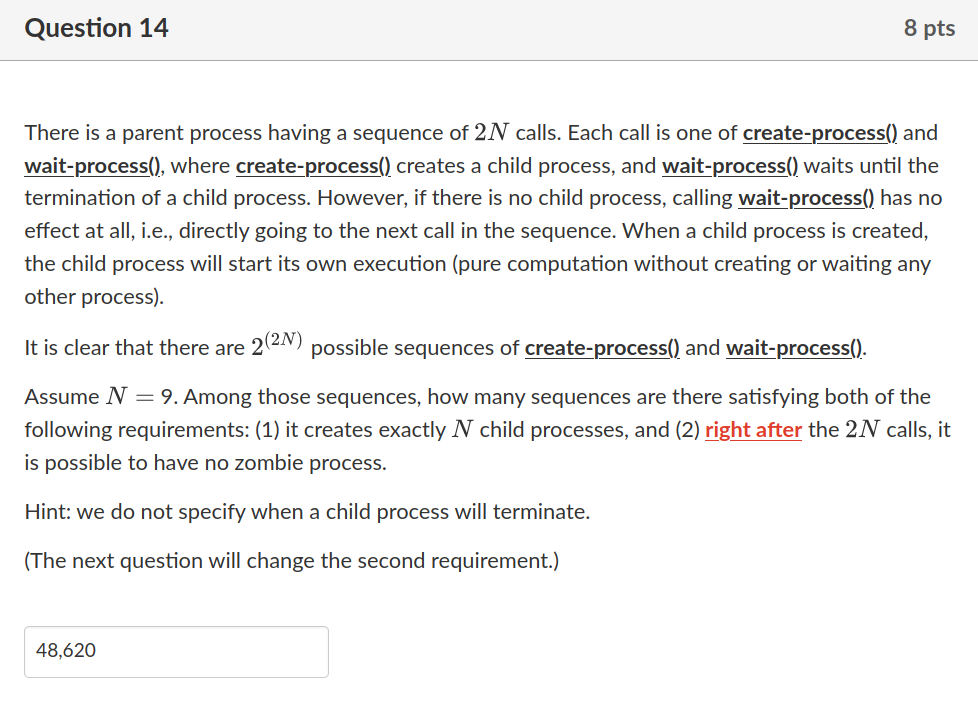 Question 14
8 pts
There is a parent process having a sequence of 2N calls. Each call is one of create-process() and
wait-process(), where create-process() creates a child process, and wait-process() waits until the
termination of a child process. However, if there is no child process, calling wait-process() has no
effect at all, i.e., directly going to the next call in the sequence. When a child process is created,
the child process will start its own execution (pure computation without creating or waiting any
other process).
It is clear that there are 2^(2N) possible sequences of create-process() and wait-process().
Assume N = 9. Among those sequences, how many sequences are there satisfying both of the
following requirements: (1) it creates exactly N child processes, and (2) right after the 2N calls, it
is possible to have no zombie process.
Hint: we do not specify when a child process will terminate.
(The next question will change the second requirement.)
48,620